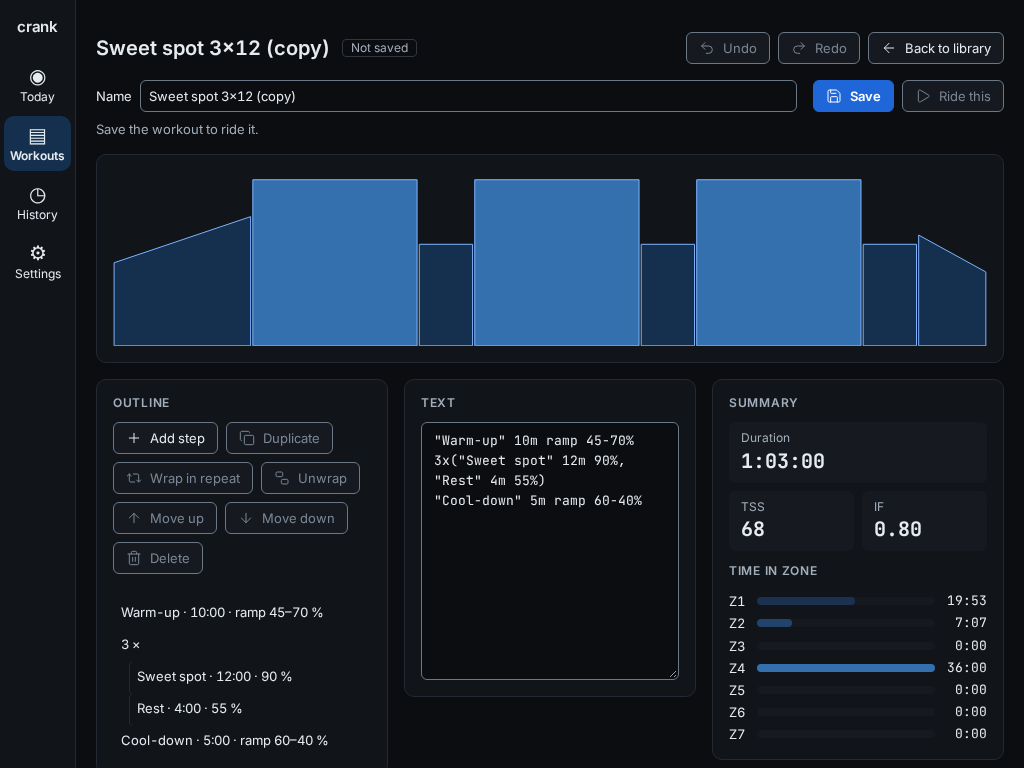 crank
Today
Workouts
History
Settings
Sweet spot 3×12 (copy)
Not saved
Undo
Redo
Back to library
Name
Sweet spot 3×12 (copy)
Save
Ride this
Save the workout to ride it.
OUTLINE
Add step
Duplicate
Wrap in repeat
Unwrap
Move up
Move down
Delete
Warm-up · 10:00 · ramp 45–70 %
3 ×
Sweet spot · 12:00 · 90 %
Rest · 4:00 · 55 %
Cool-down · 5:00 · ramp 60–40 %
TEXT
"Warm-up" 10m ramp 45-70%
3x("Sweet spot" 12m 90%,
"Rest" 4m 55%)
"Cool-down" 5m ramp 60-40%
SUMMARY
Duration
1:03:00
TSS
68
IF
0.80
TIME IN ZONE
Z1 19:53
Z2 7:07
Z3 0:00
Z4 36:00
Z5 0:00
Z6 0:00
Z7 0:00